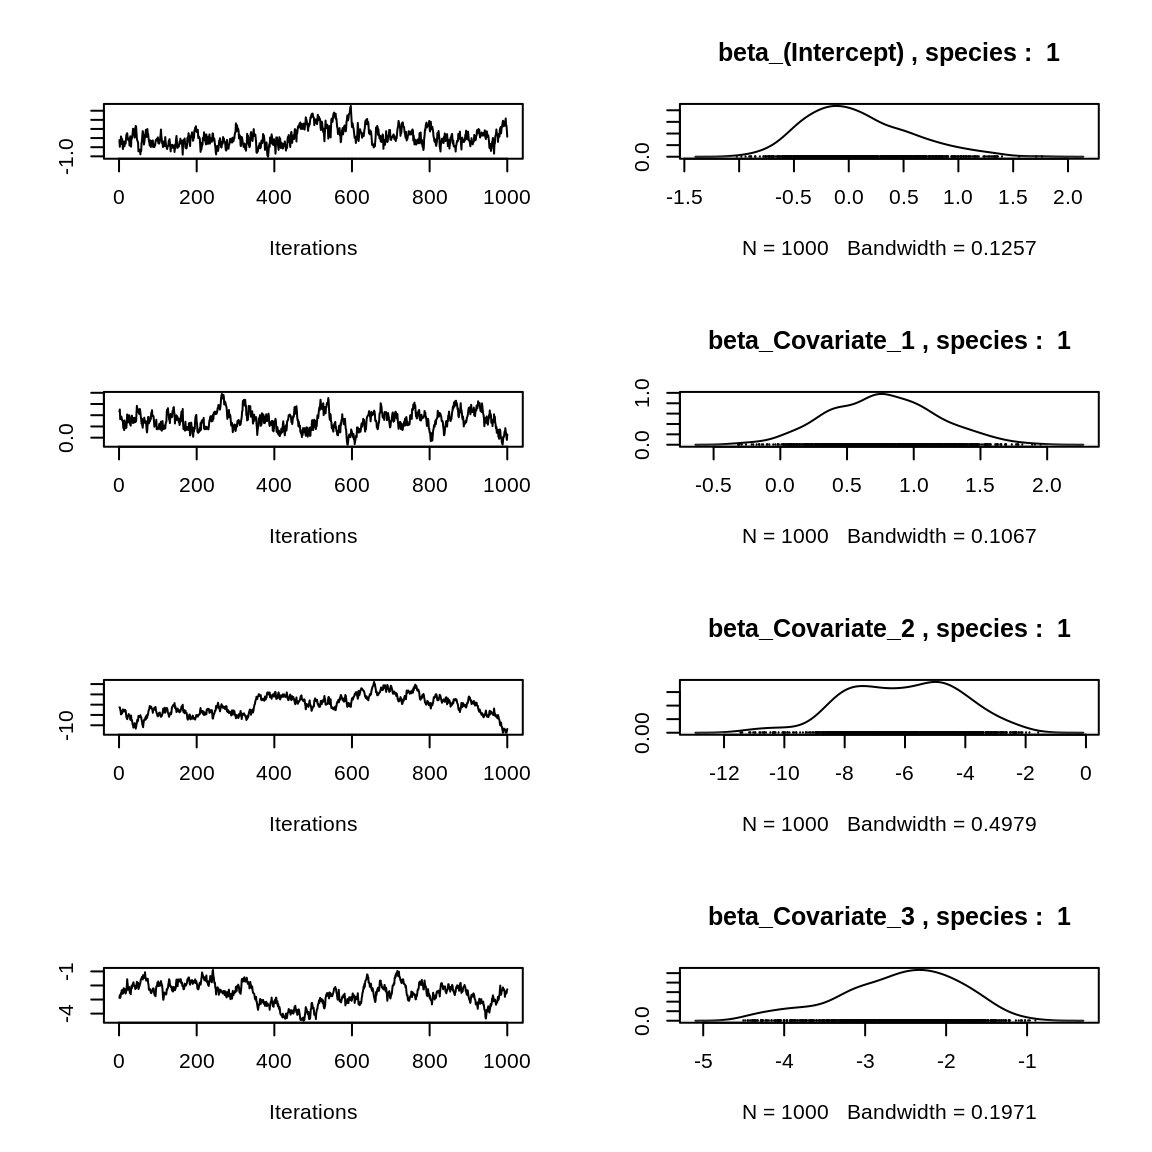 beta_(Intercept) , species :  1
-1.0
0 200 400 600 800 1000
Iterations
0.0
-1.5 -0.5 0.0 0.5 1.0 1.5 2.0
N = 1000   Bandwidth = 0.1257
beta_Covariate_1 , species :  1
0.0
0 200 400 600 800 1000
Iterations
0.0 1.0
-0.5 0.0 0.5 1.0 1.5 2.0
N = 1000   Bandwidth = 0.1067
beta_Covariate_2 , species :  1
-10
0 200 400 600 800 1000
Iterations
0.00
-12 -10 -8 -6 -4 -2 0
N = 1000   Bandwidth = 0.4979
beta_Covariate_3 , species :  1
-4 -1
0 200 400 600 800 1000
Iterations
0.0
-5 -4 -3 -2 -1
N = 1000   Bandwidth = 0.1971